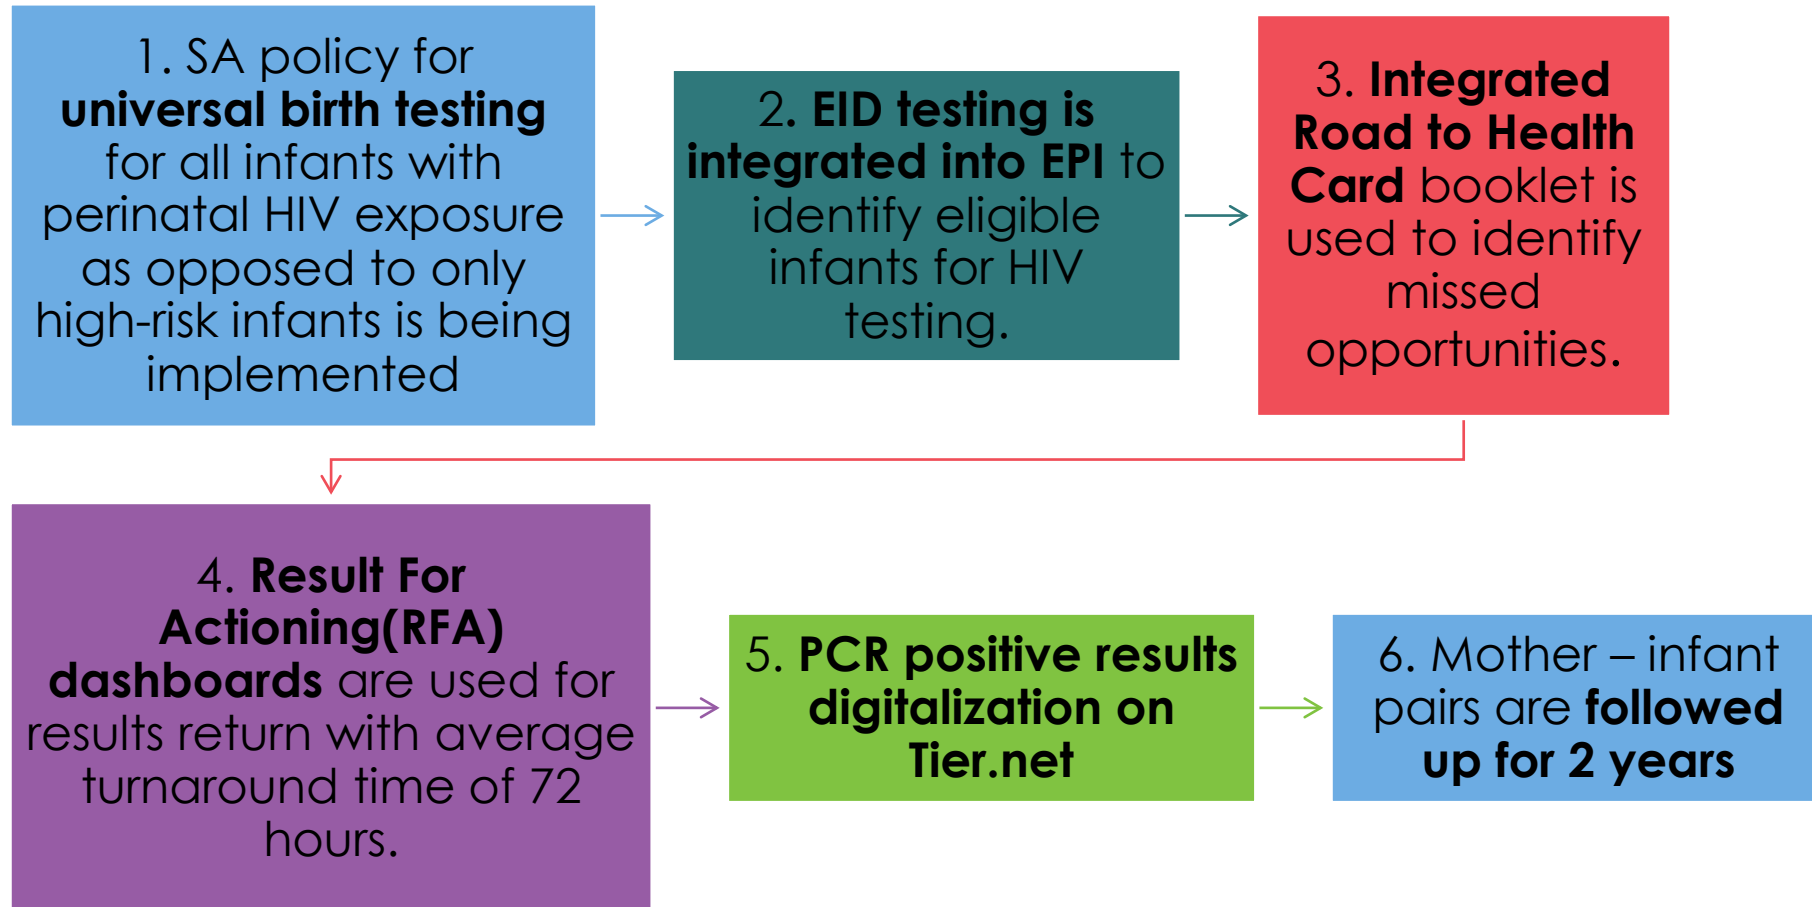 1. SA policy for
universal birth testing
for all infants with
perinatal HIV exposure
as opposed to only
high-risk infants is being
implemented
2. EID testing is
integrated into EPI to
identify eligible
infants for HIV
testing.
3. Integrated
Road to Health
Card booklet is
used to identify
missed
opportunities.
4. Result For
Actioning(RFA)
dashboards are used for
results return with average
turnaround time of 72
hours.
5. PCR positive results
digitalization on
Tier.net
6. Mother – infant
pairs are followed
up for 2 years